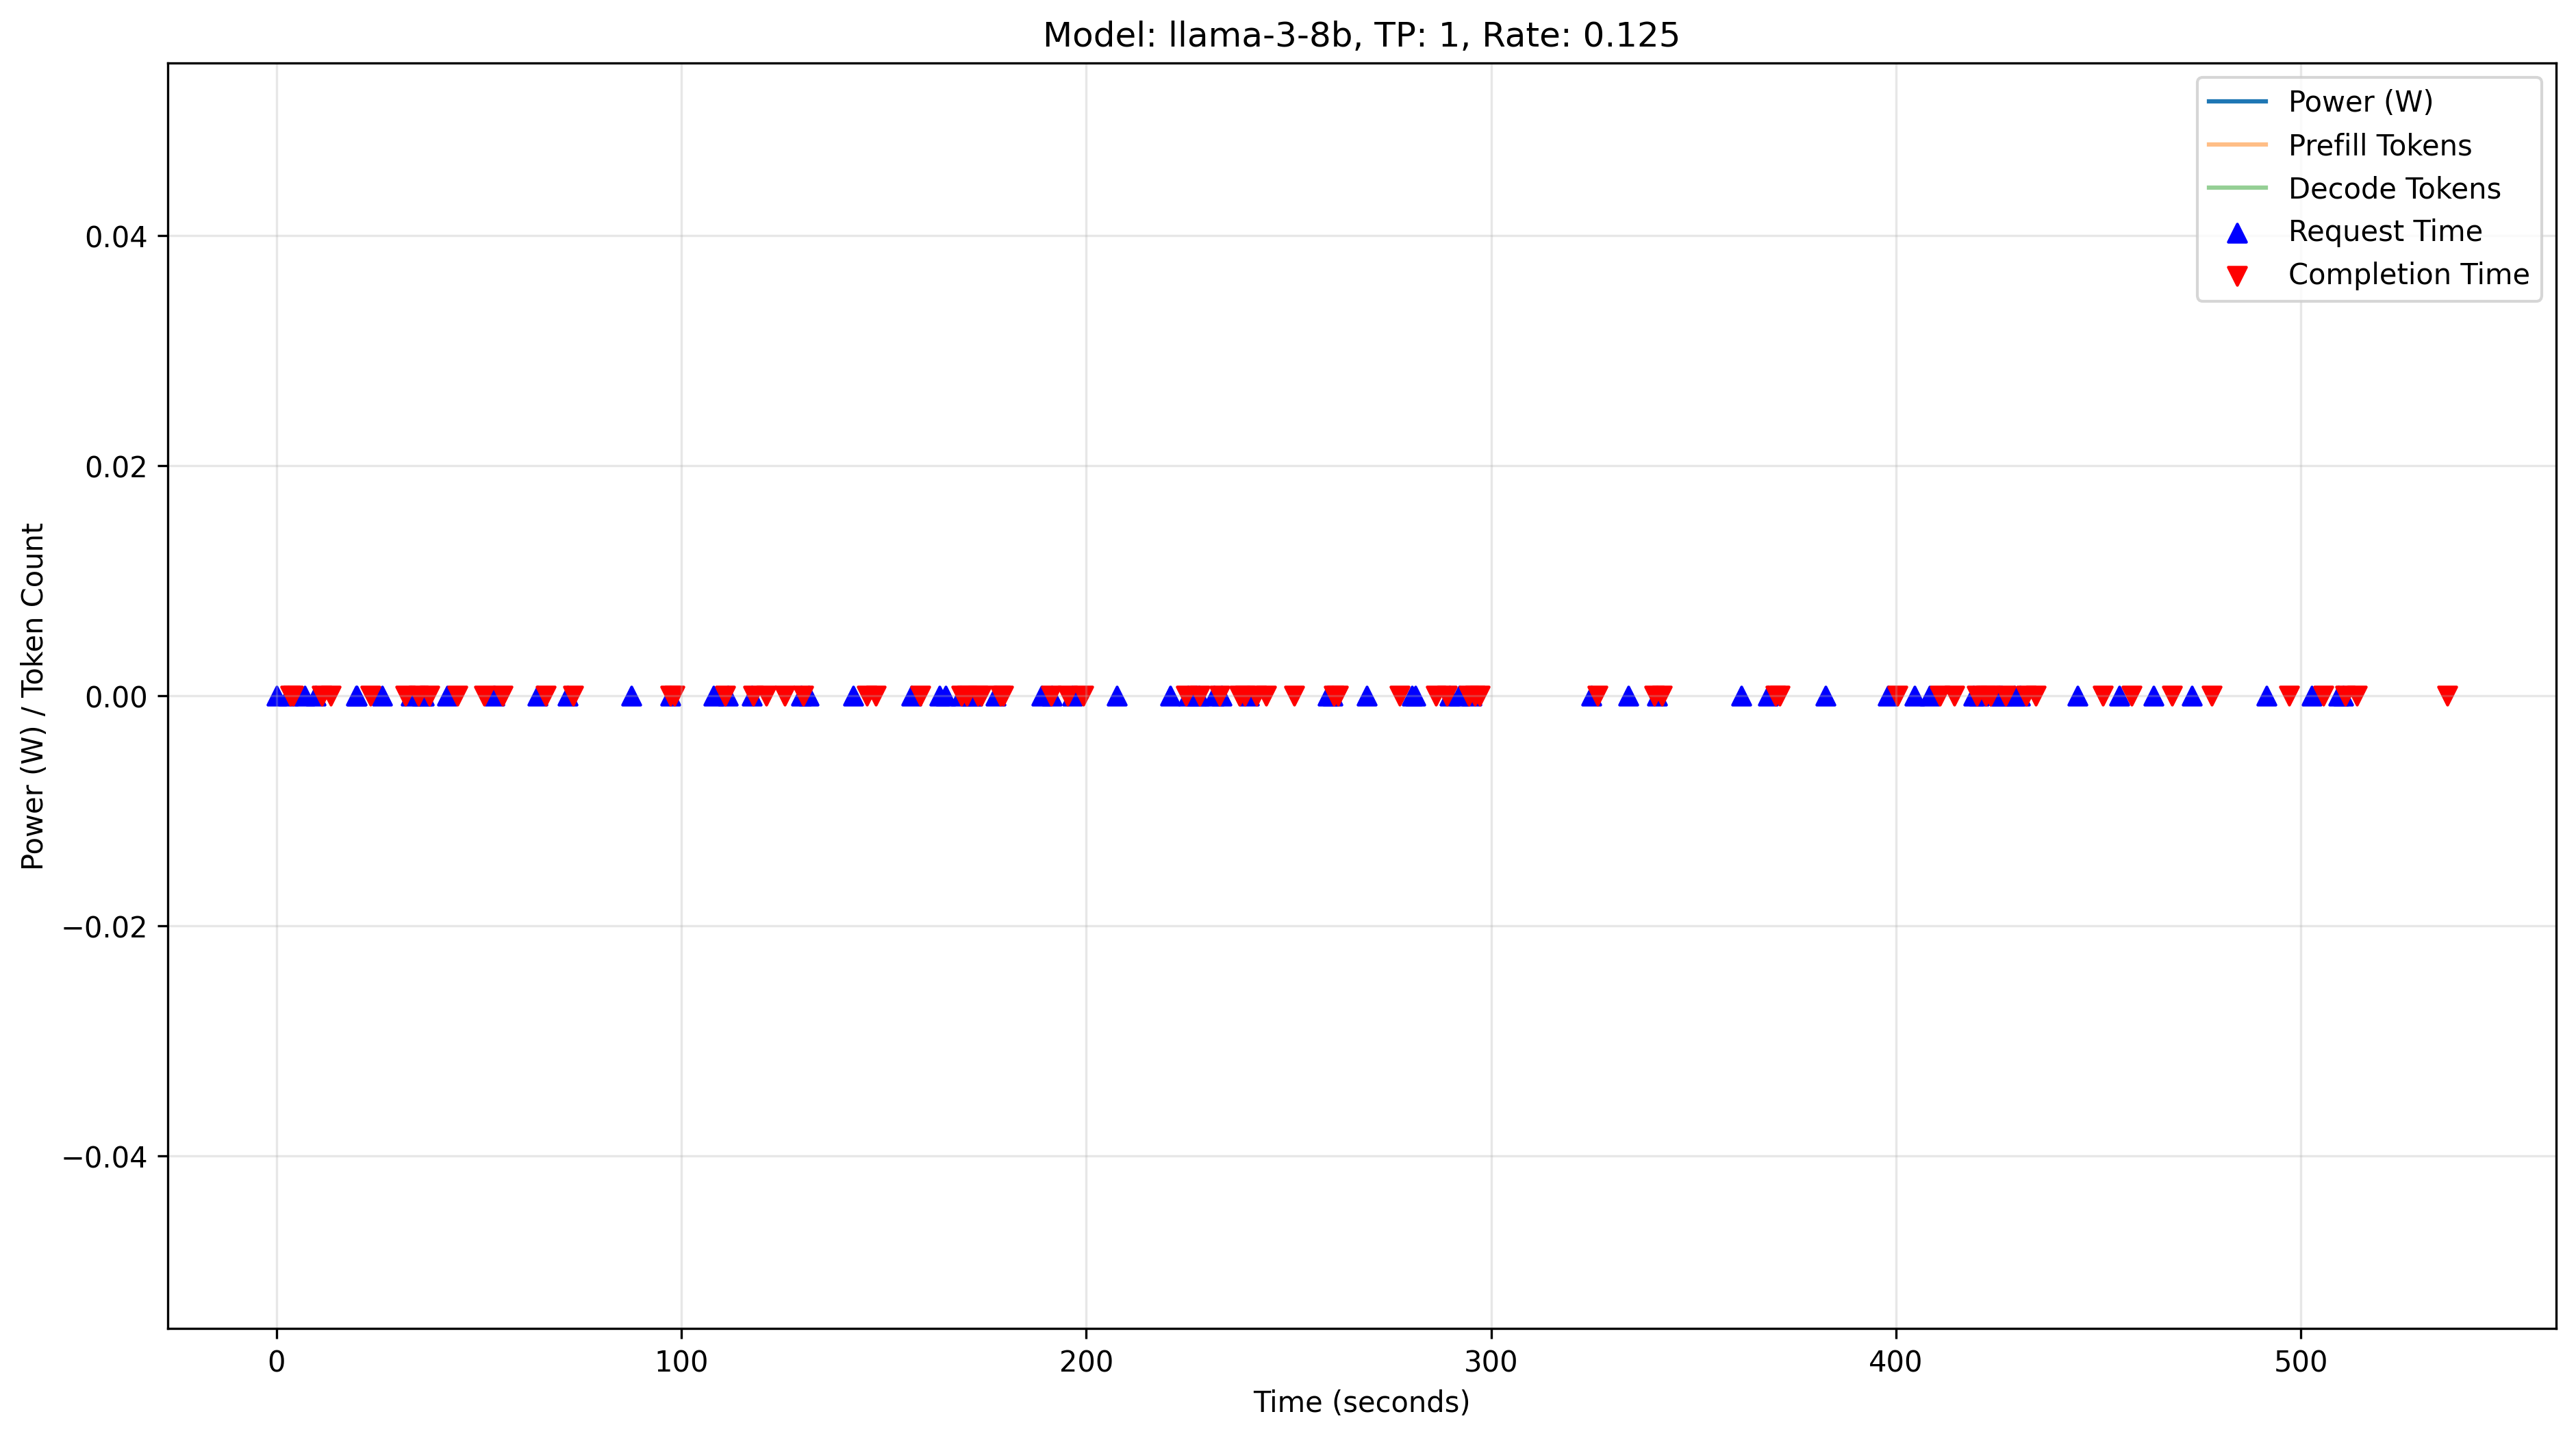 Model: llama-3-8b, TP: 1, Rate: 0.125
Power (W)
Prefill Tokens
Decode Tokens
Request Time
Completion Time
0.04
0.02
0.00
−0.02
−0.04
Power (W) / Token Count
0 100 200 300 400 500
Time (seconds)